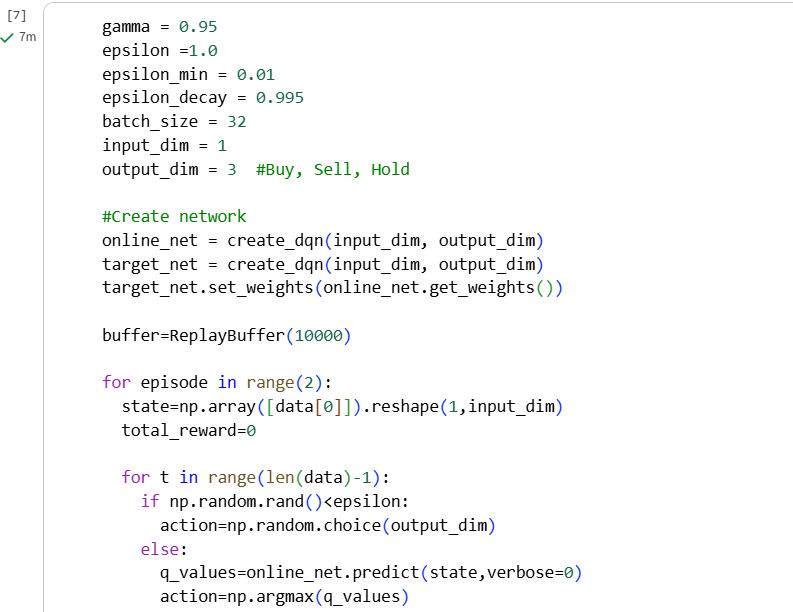 [7]
7m
gamma = 0.95
epsilon =1.0
epsilon_min = 0.01
epsilon_decay = 0.995
batch_size = 32
input_dim = 1
output_dim = 3  #Buy, Sell, Hold
#Create network
online_net = create_dqn(input_dim, output_dim)
target_net = create_dqn(input_dim, output_dim)
target_net.set_weights(online_net.get_weights())
buffer=ReplayBuffer(10000)
for episode in range(2):
  state=np.array([data[0]]).reshape(1,input_dim)
  total_reward=0
  for t in range(len(data)-1):
    if np.random.rand()<epsilon:
      action=np.random.choice(output_dim)
    else:
      q_values=online_net.predict(state,verbose=0)
      action=np.argmax(q_values)